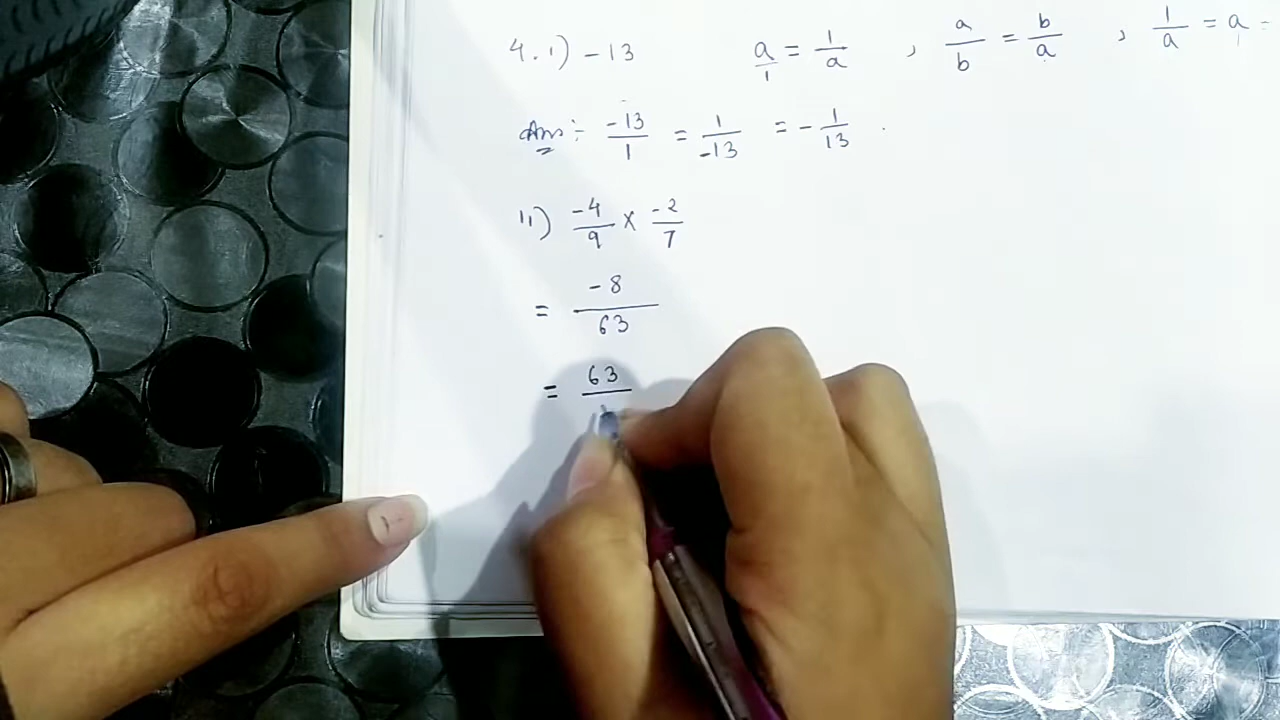 4. i) -13 a/1 = 1/a , a/b = b/a , 1/a = a/1 =
Ans :- -13/1 = 1/-13 = - 1/13 .
ii) -4/9 x -2/7
= -8/63
= 63/